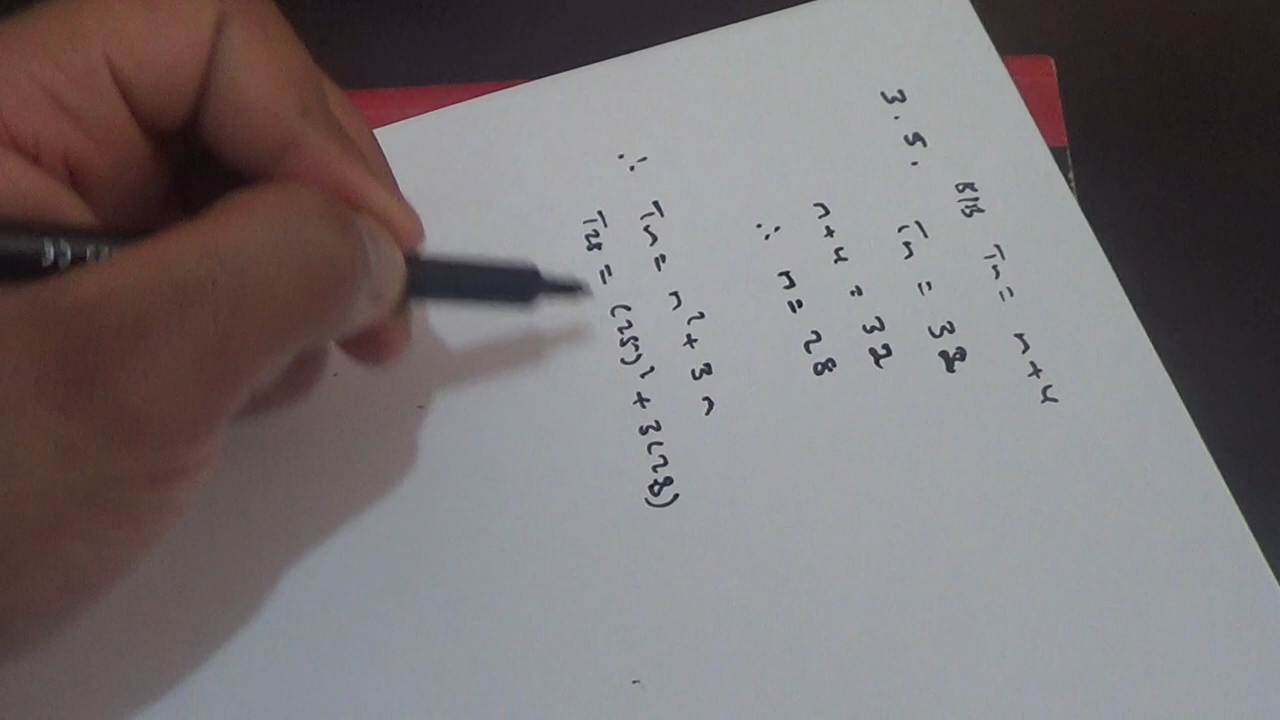 3.5. B/B Tn = n+4
Tn = 32
n+4 = 32
∴ n = 28
∴ Tn = n² + 3n
T28 = (28)² + 3(28)